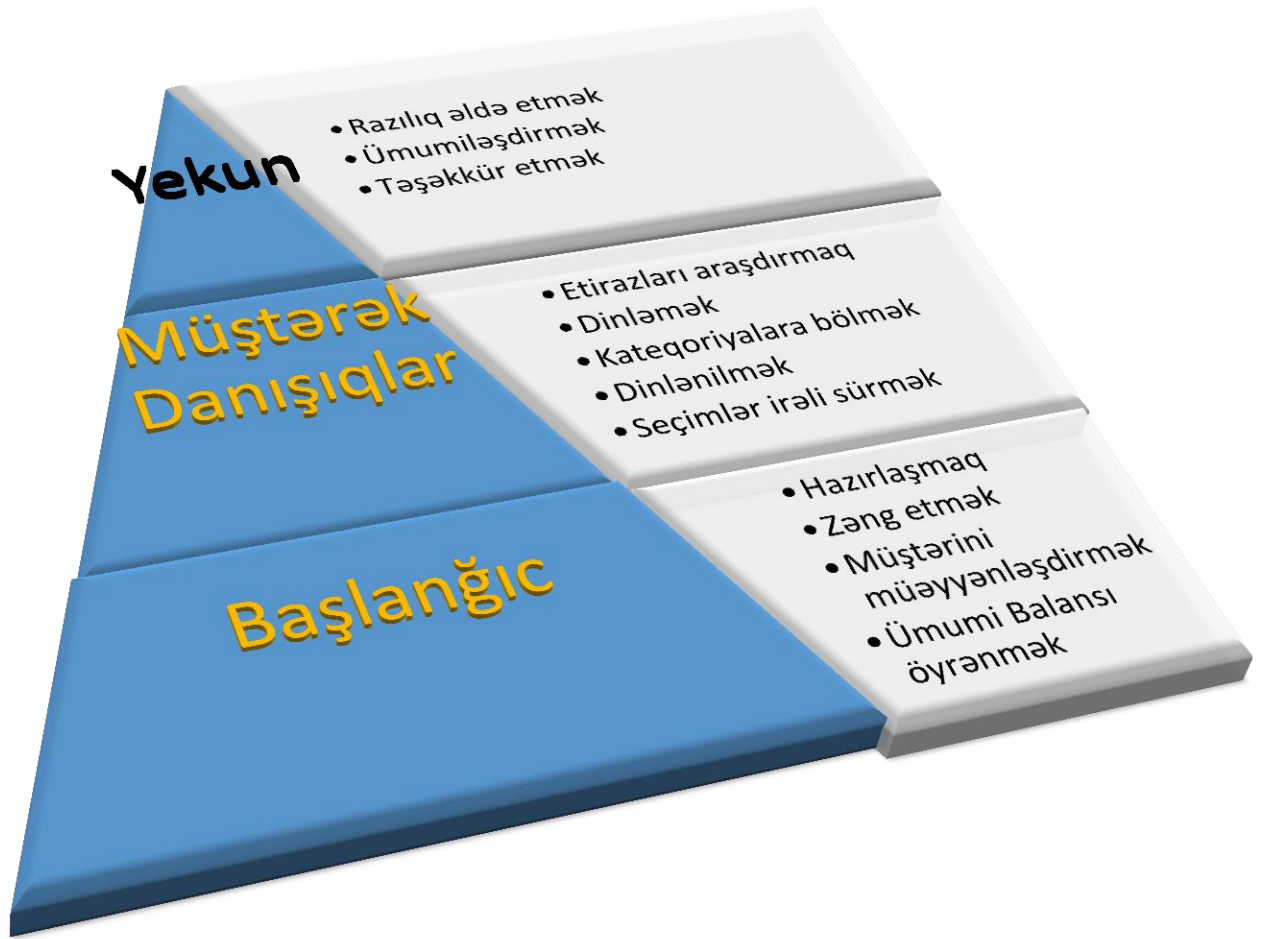 Yekun
• Razılıq əldə etmək
• Ümumiləşdirmək
• Təşəkkür etmək
Müştərək
Danışıqlar
• Etirazları araşdırmaq
• Dinləmək
• Kateqoriyalara bölmək
• Dinlənilmək
• Seçimlər irəli sürmək
Başlanğıc
• Hazırlaşmaq
• Zəng etmək
• Müştərini
müəyyənləşdirmək
• Ümumi Balansı
öyrənmək